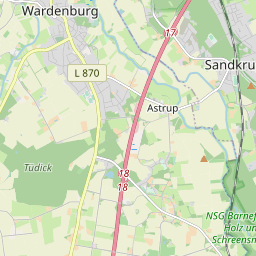 Wardenburg
17
L 870
Sandkru
Astrup
Tüdick
18
18
NSG Barnef
Holz un
Schreensm